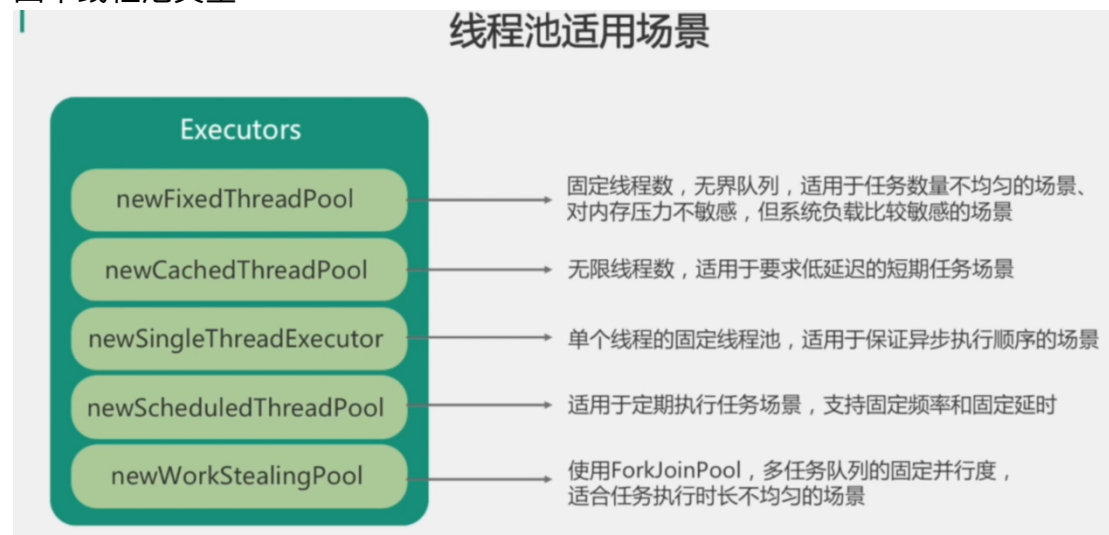 线程池适用场景
Executors
newFixedThreadPool
固定线程数，无界队列，适用于任务数量不均匀的场景、
对内存压力不敏感，但系统负载比较敏感的场景
newCachedThreadPool
无限线程数，适用于要求低延迟的短期任务场景
newSingleThreadExecutor
单个线程的固定线程池，适用于保证异步执行顺序的场景
newScheduledThreadPool
适用于定期执行任务场景，支持固定频率和固定延时
newWorkStealingPool
使用ForkJoinPool，多任务队列的固定并行度，
适合任务执行时长不均匀的场景